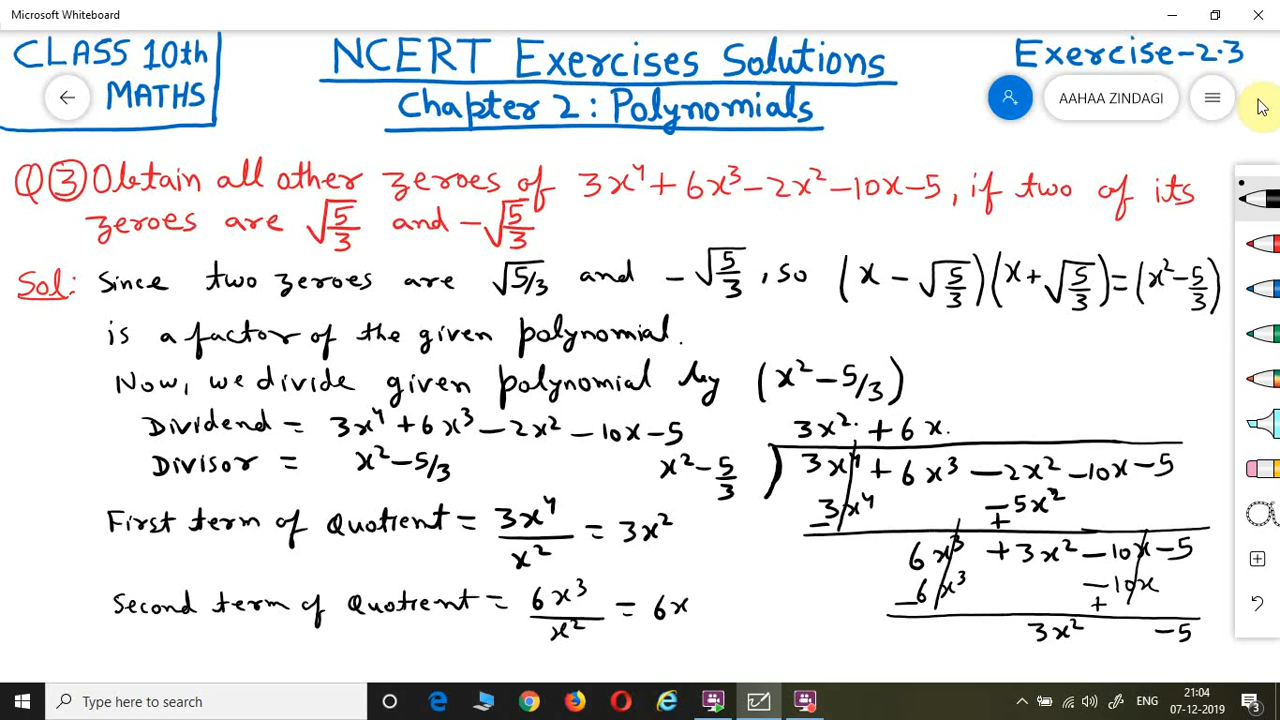 Microsoft Whiteboard
CLASS 10th
MATHS
NCERT Exercises Solutions
Chapter 2 : Polynomials
Exercise-2.3
AAHAA ZINDAGI
Q③ Obtain all other zeroes of 3x⁴ + 6x³ - 2x² - 10x - 5, if two of its
zeroes are √5/3 and -√5/3
Sol: Since two zeroes are √5/3 and -√5/3, so (x - √5/3)(x + √5/3) = (x² - 5/3)
is a factor of the given polynomial.
Now, we divide given polynomial by (x² - 5/3)
Dividend = 3x⁴ + 6x³ - 2x² - 10x - 5
Divisor = x² - 5/3
First term of Quotient = 3x⁴/x² = 3x²
Second term of Quotient = 6x³/x² = 6x
3x² + 6x
x² - 5/3 ) 3x⁴ + 6x³ - 2x² - 10x - 5
3x⁴ - 5x²
- +
6x³ + 3x² - 10x - 5
6x³ - 10x
- +
3x² - 5
Type here to search
ENG
21:04
07-12-2019
3